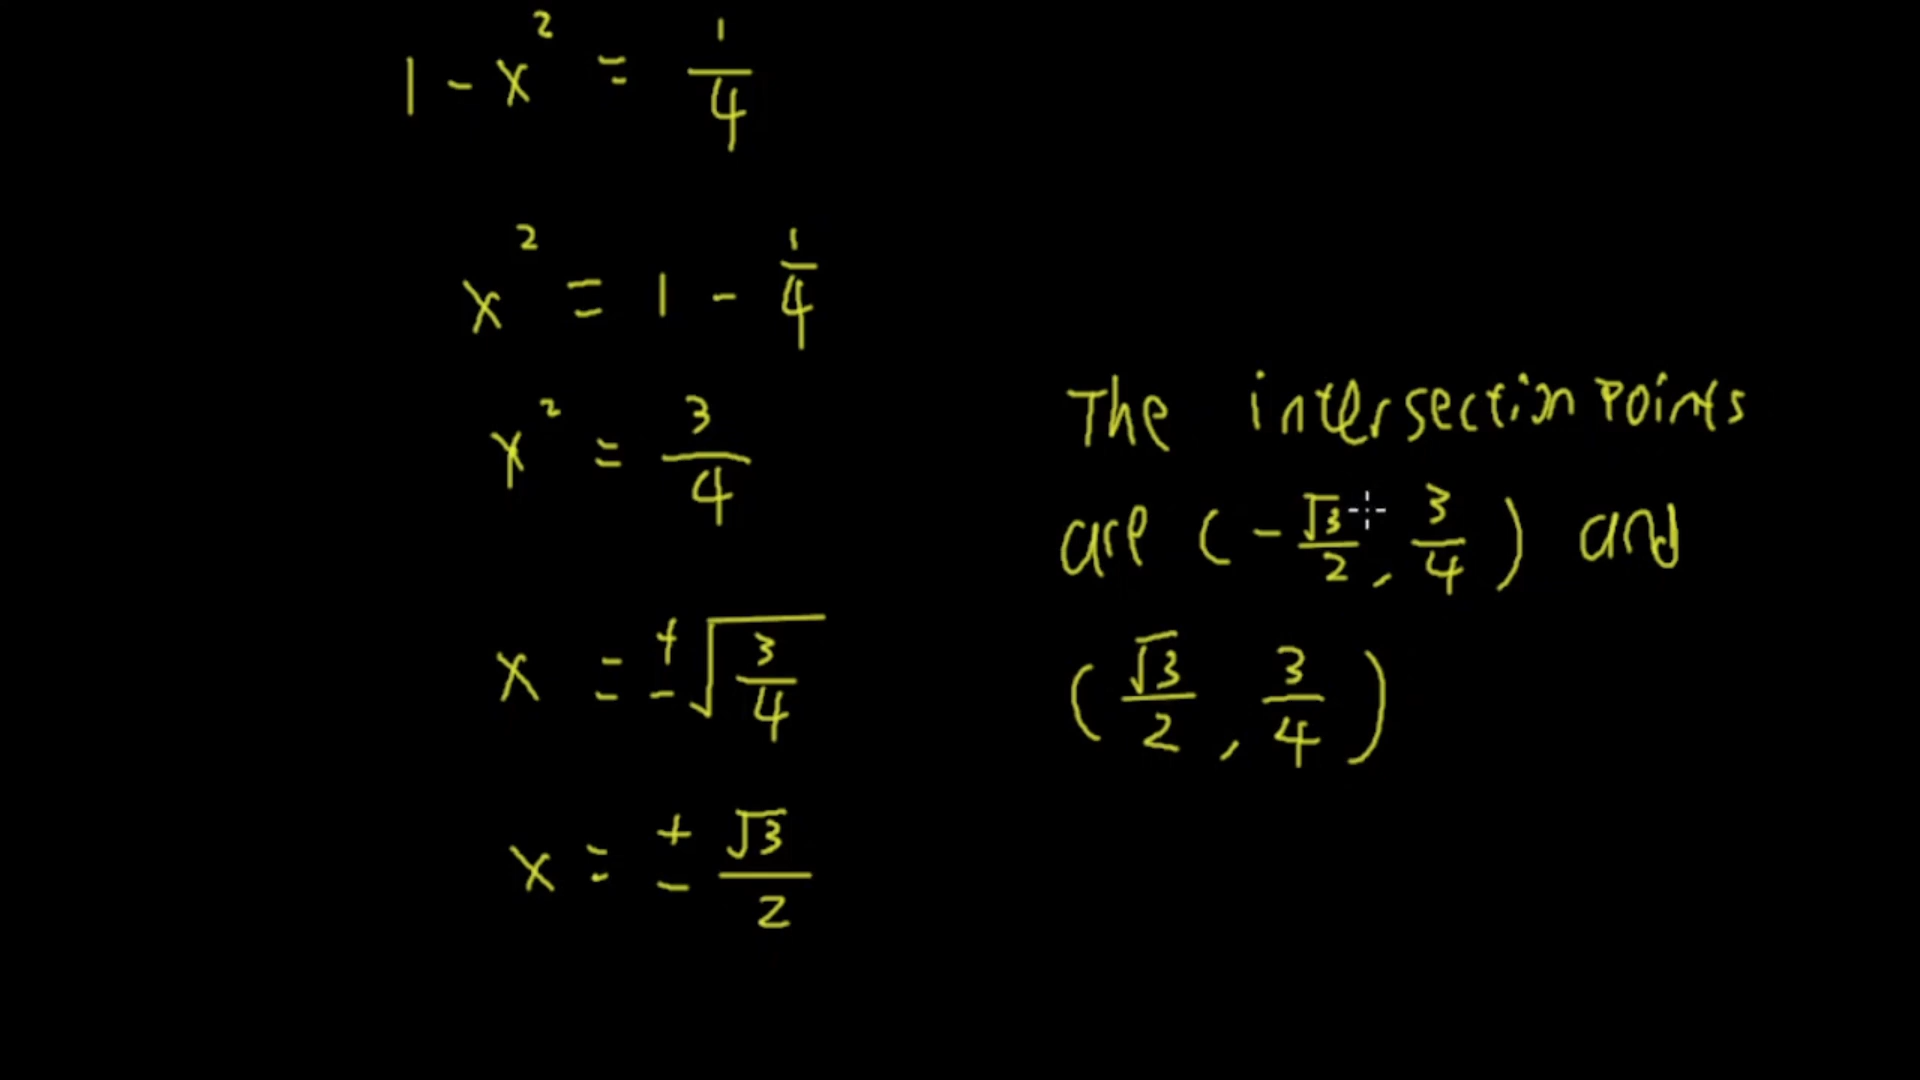 1 - x² = 1/4
x² = 1 - 1/4
x² = 3/4
x = ±√(3/4)
x = ±√3/2
The intersection points
are (-√3/2, 3/4) and
(√3/2, 3/4)